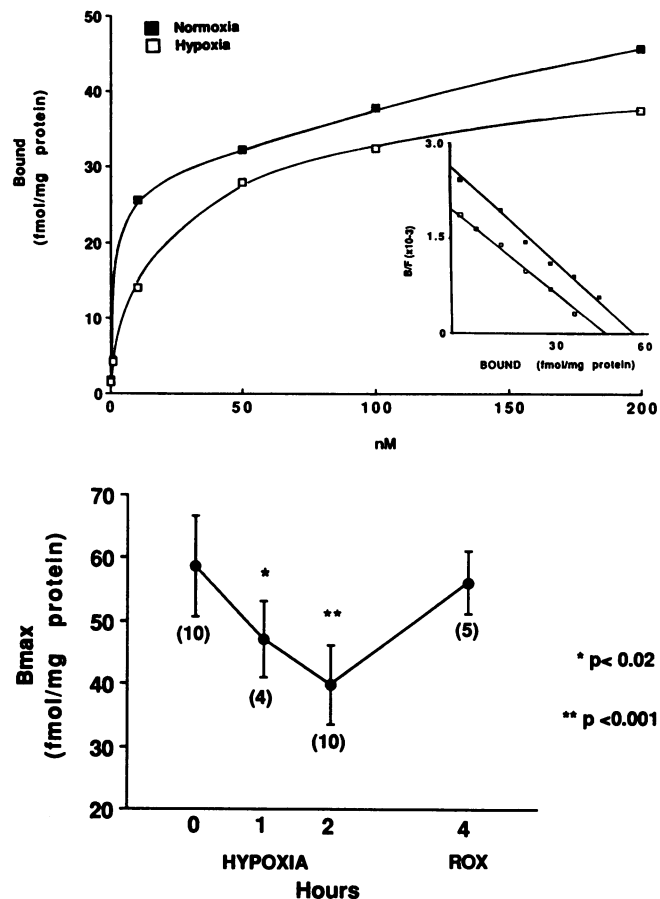 Normoxia
Hypoxia
Bound
(fmol/mg protein)
50
40
30
20
10
0
0
50
100
150
200
nM
B/F (x10-3)
3.0
1.5
0
30
60
BOUND (fmol/mg protein)
Bmax
(fmol/mg protein)
70
60
50
40
30
20
*
**
(10)
(4)
(10)
(5)
* p< 0.02
** p <0.001
0
1
2
4
HYPOXIA
ROX
Hours